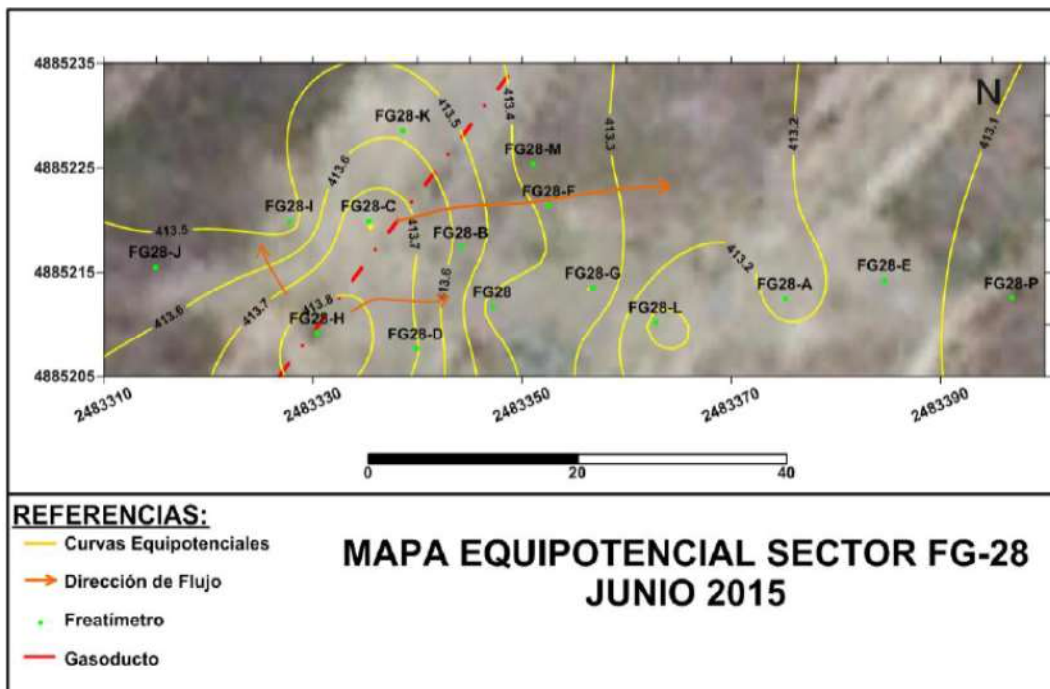 4885235
4885225
4885215
4885205
N
413.5
413.4
413.3
413.2
413.1
FG28-K
413.6
FG28-M
FG28-I
FG28-C
FG28-F
413.5
413.7
FG28-B
FG28-J
413.2
413.6
FG28-G
FG28-E
FG28
FG28-A
FG28-P
413.6
413.7
413.8
FG28-H
FG28-L
FG28-D
2483310
2483330
2483350
2483370
2483390
0
20
40
REFERENCIAS:
Curvas Equipotenciales
Dirección de Flujo
Freatímetro
Gasoducto
MAPA EQUIPOTENCIAL SECTOR FG-28
JUNIO 2015